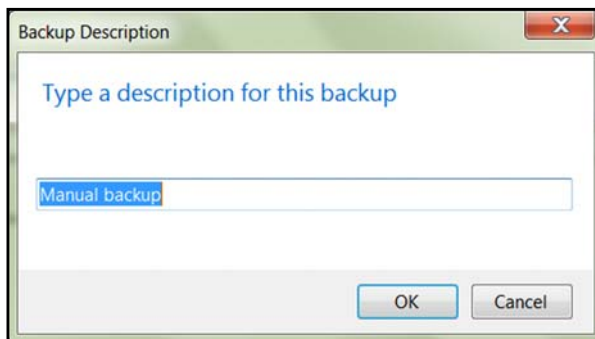 Backup Description
Type a description for this backup
Manual backup
OK
Cancel